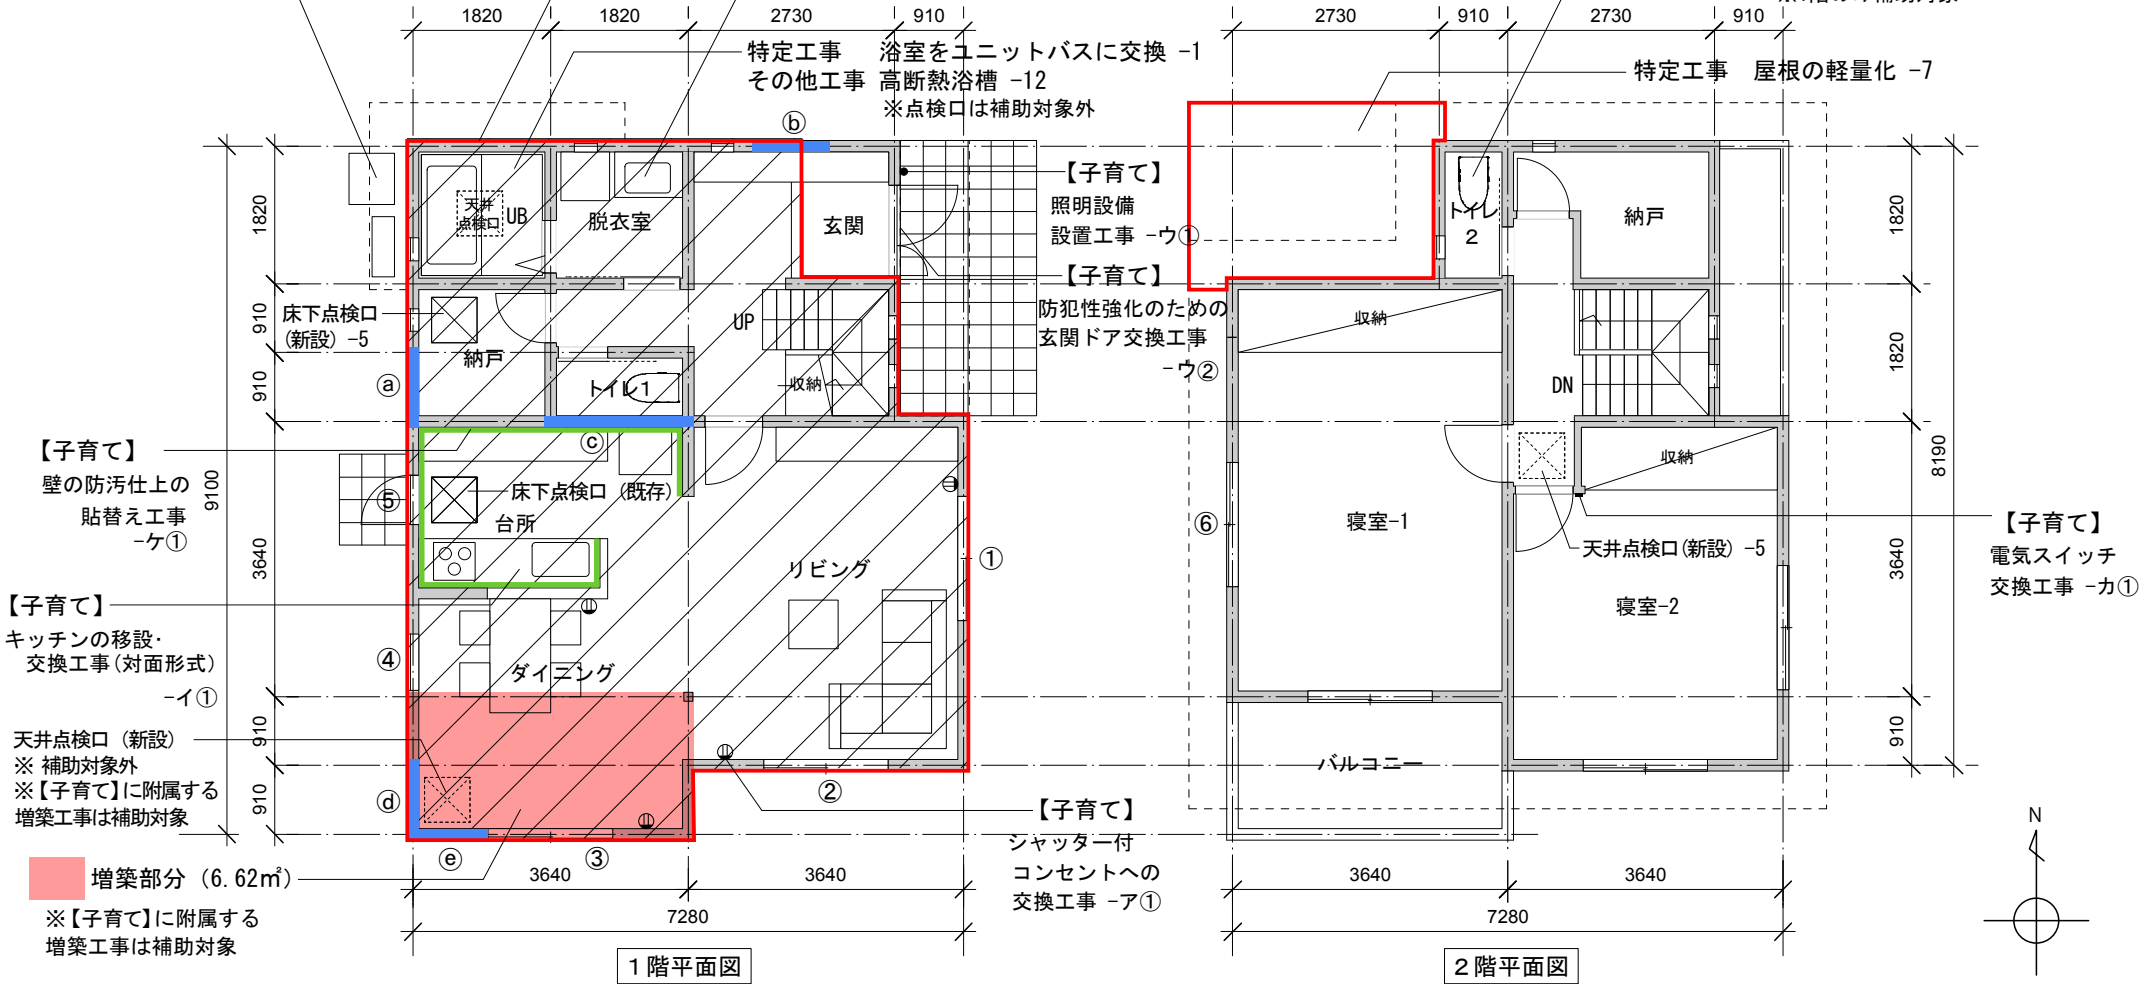 1820
1820
2730
910
2730
910
2730
910
特定工事 浴室をユニットバスに交換 -1
その他工事 高断熱浴槽 -12
※点検口は補助対象外
特定工事 屋根の軽量化 -7
ⓑ
【子育て】
照明設備
設置工事 -ウ①
【子育て】
防犯性強化のための
玄関ドア交換工事
-ウ②
天井
点検口
UB
脱衣室
玄関
トイレ
2
納戸
1820
910
910
3640
910
910
9100
床下点検口
(新設) -5
納戸
UP
トイレ1
収納
収納
DN
収納
ⓐ
ⓒ
【子育て】
壁の防汚仕上の
貼替え工事
-ケ①
⑤
床下点検口 (既存)
台所
リビング
①
⑥
寝室-1
天井点検口(新設) -5
寝室-2
【子育て】
電気スイッチ
交換工事 -カ①
1820
1820
3640
910
8190
【子育て】
キッチンの移設・
交換工事(対面形式)
-イ①
④
ダイニング
天井点検口 (新設)
※ 補助対象外
※【子育て】に附属する
増築工事は補助対象
ⓓ
ⓔ
③
②
バルコニー
【子育て】
シャッター付
コンセントへの
交換工事 -ア①
増築部分 (6.62㎡)
※【子育て】に附属する
増築工事は補助対象
3640
3640
7280
3640
3640
7280
N
1階平面図
2階平面図